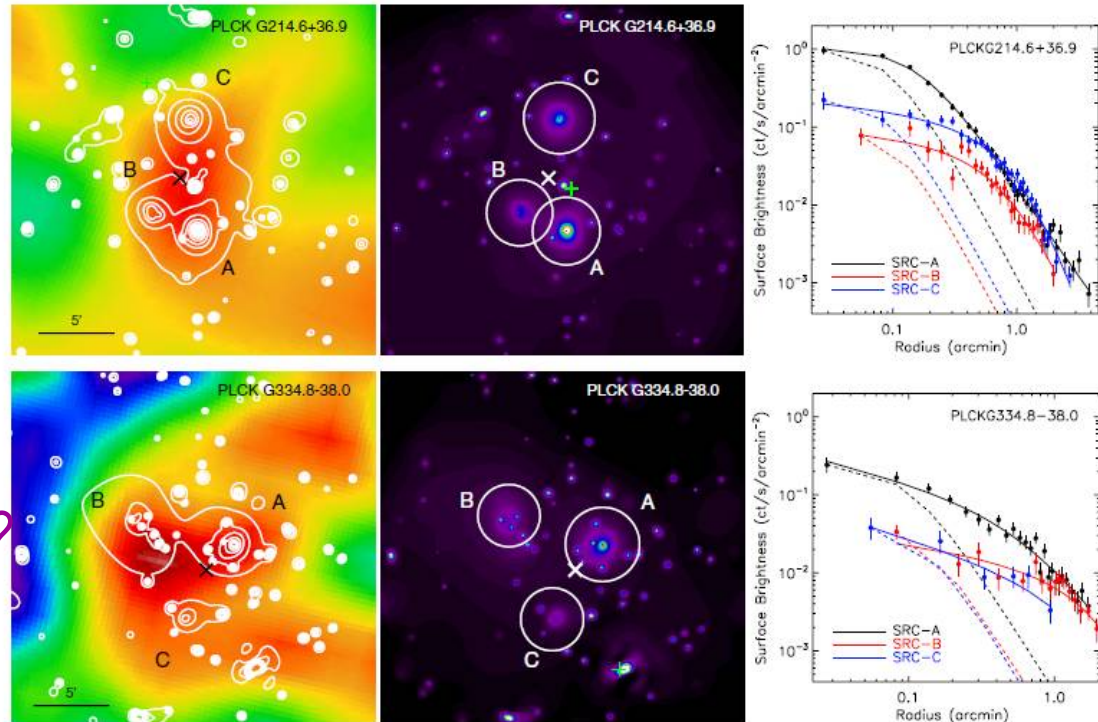 PLCK G214.6+36.9
C
B
A
5'
PLCK G214.6+36.9
C
B
A
Surface Brightness (ct/s/arcmin⁻²)
10⁰
10⁻¹
10⁻²
10⁻³
PLCKG214.6+36.9
SRC-A
SRC-B
SRC-C
0.1
1.0
Radius (arcmin)
PLCK G334.8-38.0
B
A
C
5'
PLCK G334.8-38.0
B
A
C
Surface Brightness (ct/s/arcmin⁻²)
10⁰
10⁻¹
10⁻²
10⁻³
PLCKG334.8-38.0
SRC-A
SRC-B
SRC-C
0.1
1.0
Radius (arcmin)